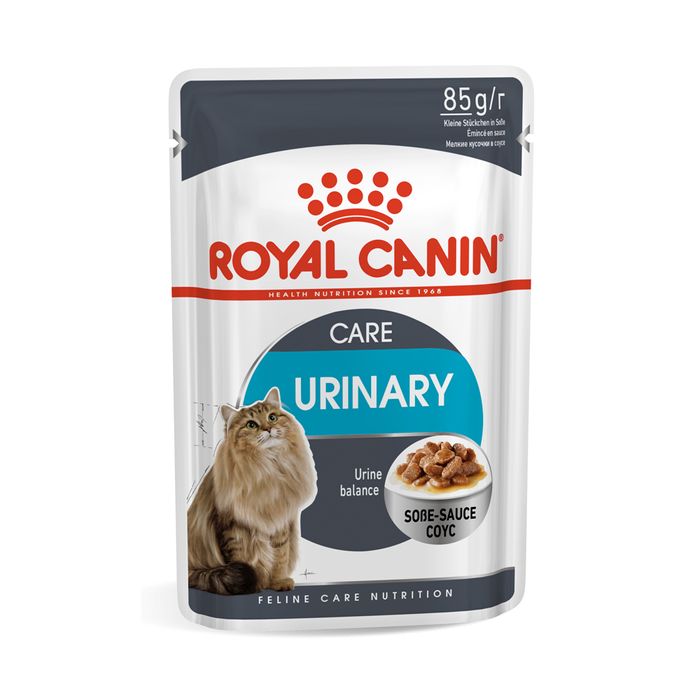 85g/г
Kleine Stückchen in Soße
Émincé en sauce
Мелкие кусочки в соусе
ROYAL CANIN®
HEALTH NUTRITION SINCE 1968
CARE
URINARY
Urine
balance
SOßE-SAUCE
СОУС
FELINE CARE NUTRITION